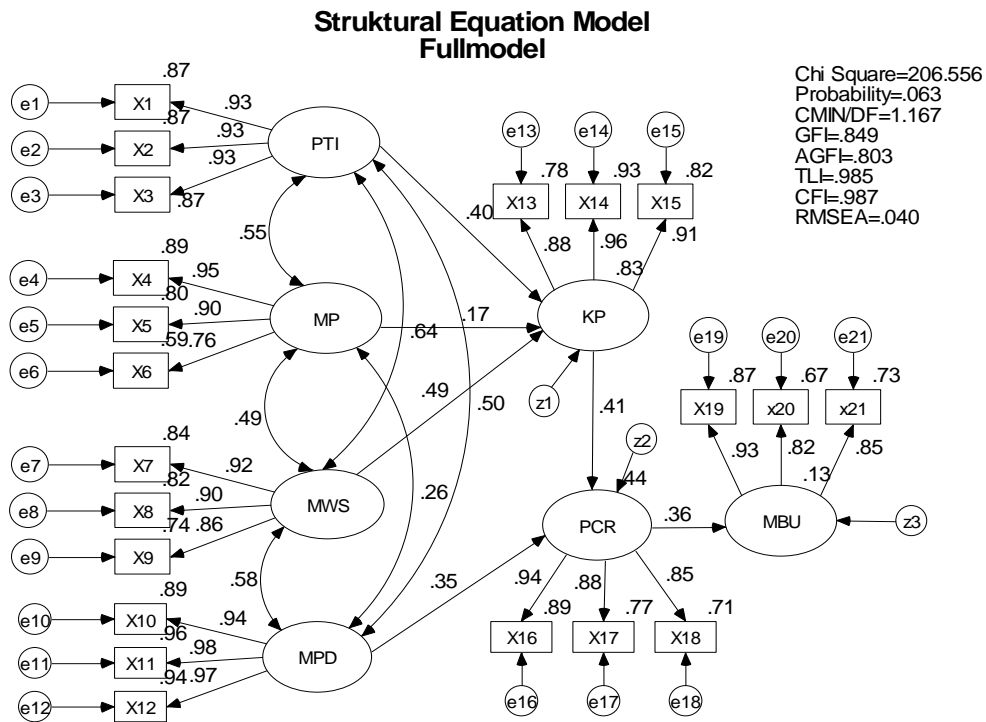 Struktural Equation Model
Fullmodel
Chi Square=206.556
Probability=.063
CMIN/DF=1.167
GFI=.849
AGFI=.803
TLI=.985
CFI=.987
RMSEA=.040
.87
e1 X1 .93
.87
e2 X2 .93
PTI
.93
e3 X3
.87
e13 e14 e15
.78 .93 .82
X13 X14 X15
.40
.88 .96 .91
.55
.89
e4 X4 .95
.80
e5 X5 .90
MP
.59 .76
e6 X6
.17
.83
KP
.64
z1
.49
.50
.49
.41
e19 e20 e21
.87 .67 .73
X19 x20 x21
.93 .82 .85
z2
.84
e7 X7 .92
.82
e8 X8 .90
MWS
.74 .86
e9 X9
.26
.44
PCR
.36
.13
MBU
z3
.58
.35
.94 .88 .85
.89 .77 .71
X16 X17 X18
e16 e17 e18
.89
e10 X10 .94
.96
e11 X11 .98
MPD
.94 .97
e12 X12